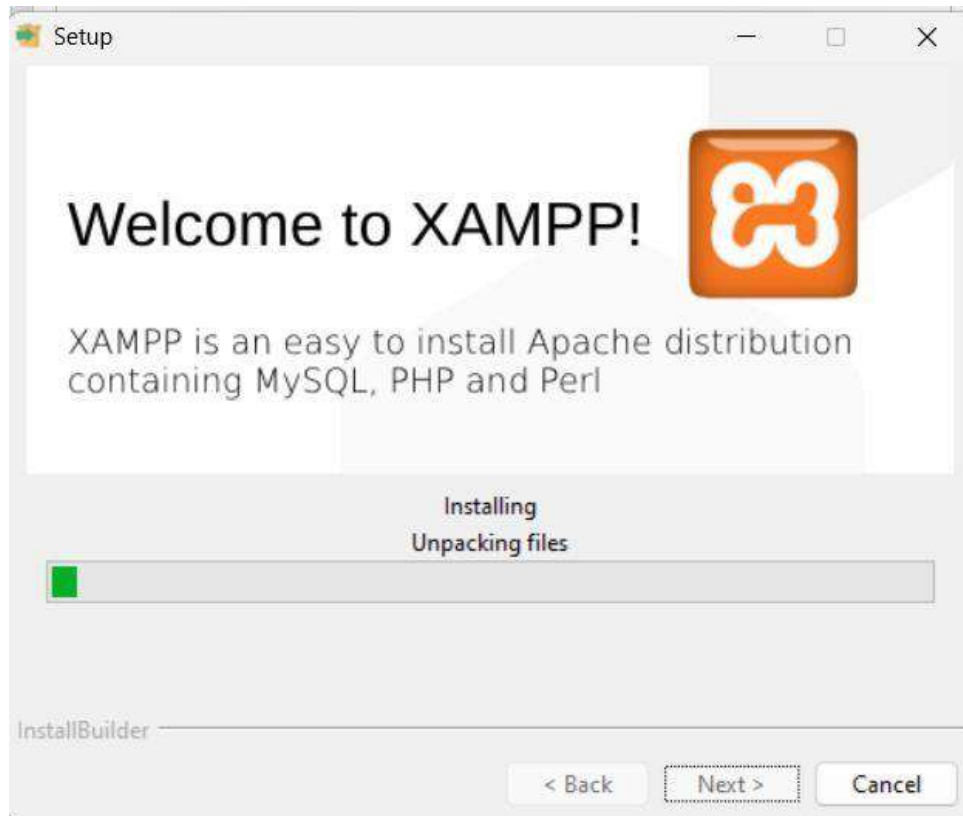 Setup
Welcome to XAMPP!
XAMPP is an easy to install Apache distribution
containing MySQL, PHP and Perl
Installing
Unpacking files
InstallBuilder
< Back Next > Cancel